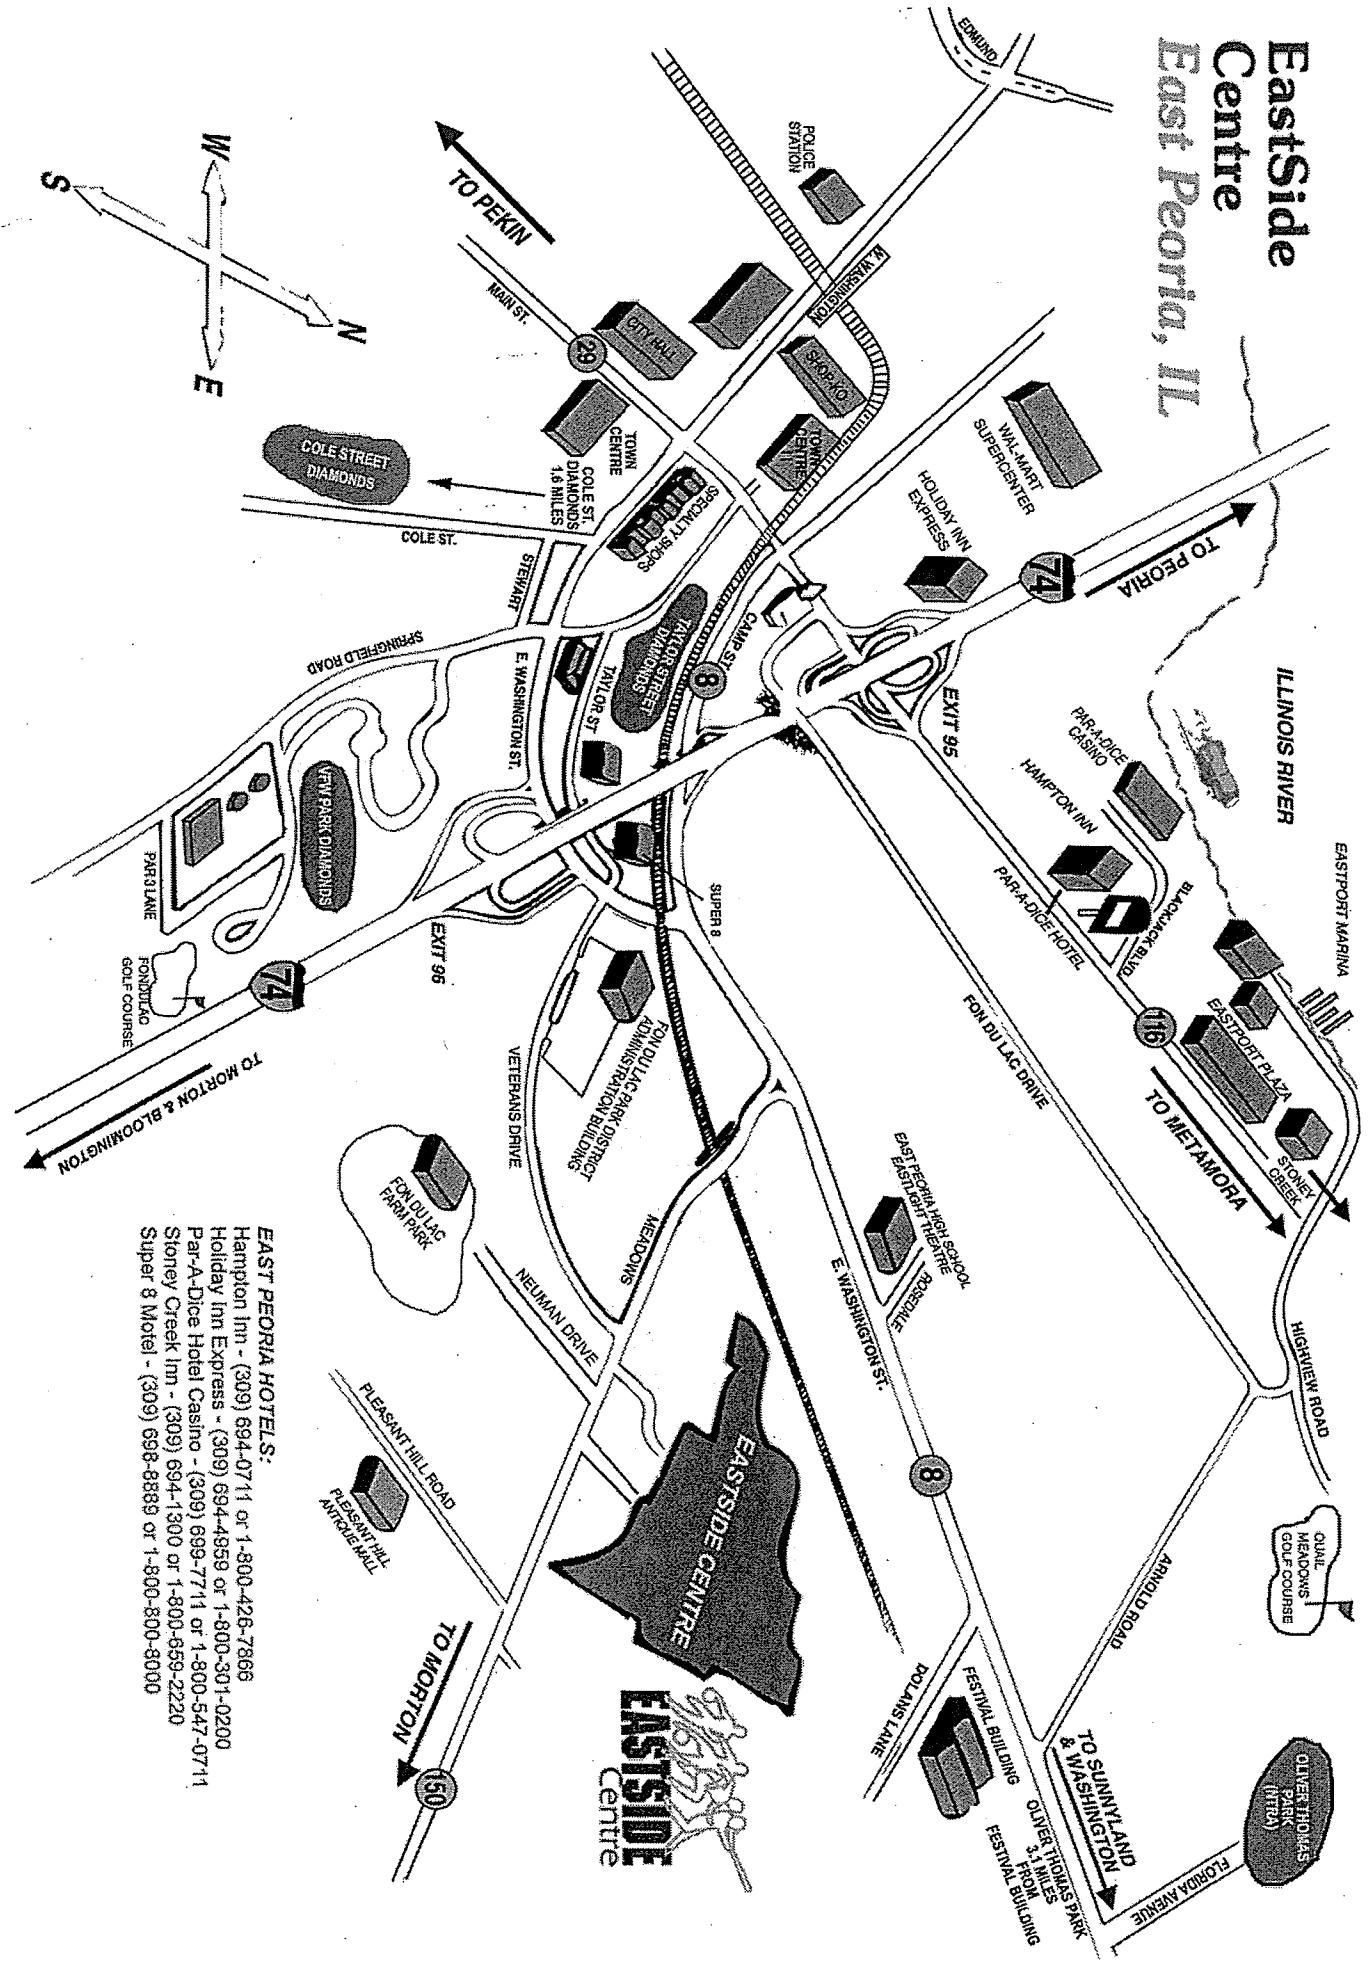 EastSide
Centre
East Peoria, IL
EDMUND
POLICE
STATION
W. WASHINGTON
TO PEKIN
MAIN ST.
29
CITY HALL
SHOP-KO
TOWN
CENTRE
TOWN
CENTRE
WAL-MART
SUPERCENTER
HOLIDAY INN
EXPRESS
74
TO PEORIA
ILLINOIS RIVER
W
S
N
E
COLE STREET
DIAMONDS
COLE ST.
DIAMONDS
1.6 MILES
COLE ST.
SPECIALTY SHOPS
STEWART
SPRINGFIELD ROAD
E. WASHINGTON ST.
TAYLOR ST
TAYLOR STREET
DIAMONDS
CAMP ST.
8
EXIT 95
PAR-A-DICE
CASINO
HAMPTON INN
PAR-A-DICE HOTEL
BLACKJACK BLVD
EASTPORT MARINA
EASTPORT PLAZA
116
TO METAMORA
STONEY
CREEK
VFW PARK DIAMONDS
PAR 3 LANE
FONDULAC
GOLF COURSE
74
EXIT 96
SUPER 8
TO MORTON & BLOOMINGTON
VETERANS DRIVE
FON DU LAC PARK DISTRICT
ADMINISTRATION BUILDING
FON DU LAC DRIVE
EAST PEORIA HIGH SCHOOL
EASTLIGHT THEATRE
ROSEDALE
E. WASHINGTON ST.
8
HIGHVIEW ROAD
FON DU LAC
FARM PARK
MEADOWS
NEUMAN DRIVE
PLEASANT HILL ROAD
PLEASANT HILL
ANTIQUE MALL
EASTSIDE CENTRE
QUAIL
MEADOWS
GOLF COURSE
ARNOLD ROAD
DOLANS LANE
FESTIVAL BUILDING
TO SUNNYLAND
& WASHINGTON
OLIVER THOMAS
PARK
(INTRA)
FLORIDA AVENUE
OLIVER THOMAS PARK
3.1 MILES
FROM
FESTIVAL BUILDING
TO MORTON
150
EASTSIDE
Centre
EAST PEORIA HOTELS:
Hampton Inn - (309) 694-0711 or 1-800-426-7866
Holiday Inn Express - (309) 694-4959 or 1-800-301-0200
Par-A-Dice Hotel Casino - (309) 699-7711 or 1-800-547-0711
Stoney Creek Inn - (309) 694-1300 or 1-800-659-2220
Super 8 Motel - (309) 698-8889 or 1-800-800-8000